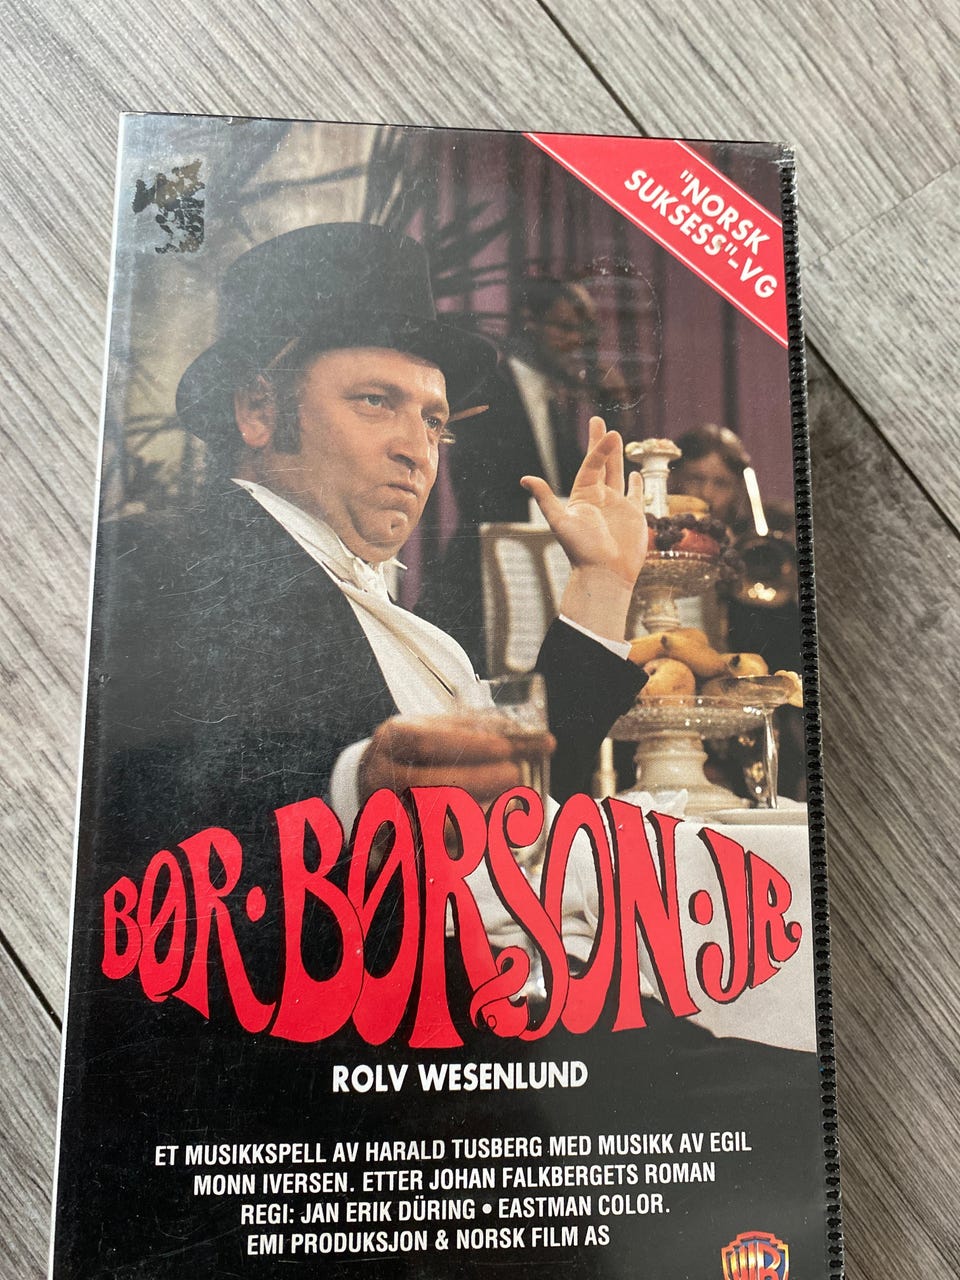 "NORSK
SUKSESS"-VG
BØR·BØRSON:JR.
ROLV WESENLUND
ET MUSIKKSPELL AV HARALD TUSBERG MED MUSIKK AV EGIL
MONN IVERSEN. ETTER JOHAN FALKBERGETS ROMAN
REGI: JAN ERIK DÜRING • EASTMAN COLOR.
EMI PRODUKSJON & NORSK FILM AS
WB